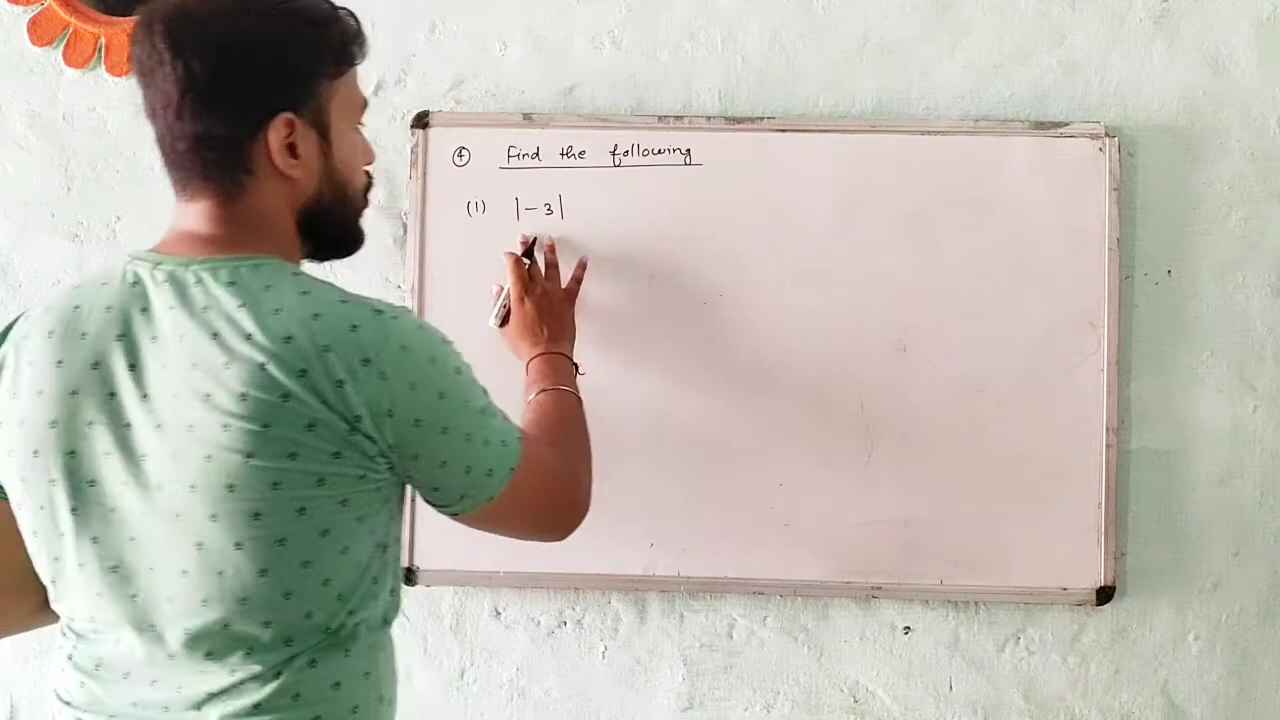 ④ Find the following
(1) |-3|